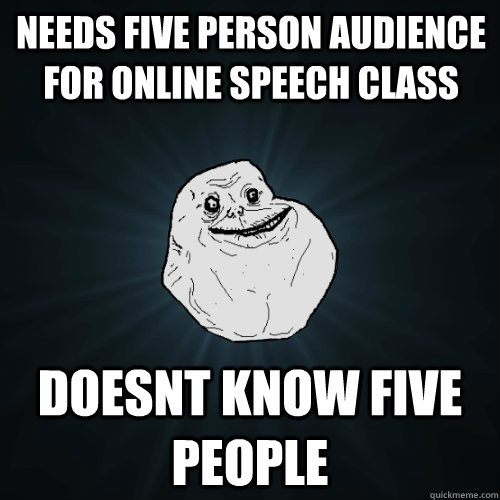 NEEDS FIVE PERSON AUDIENCE
FOR ONLINE SPEECH CLASS
DOESNT KNOW FIVE
PEOPLE
quickmeme.com